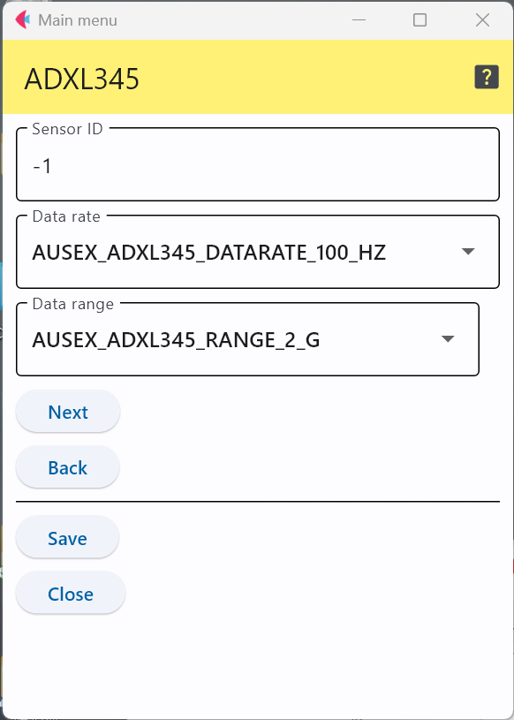 Main menu
ADXL345
?
Sensor ID
-1
Data rate
AUSEX_ADXL345_DATARATE_100_HZ
Data range
AUSEX_ADXL345_RANGE_2_G
Next
Back
Save
Close